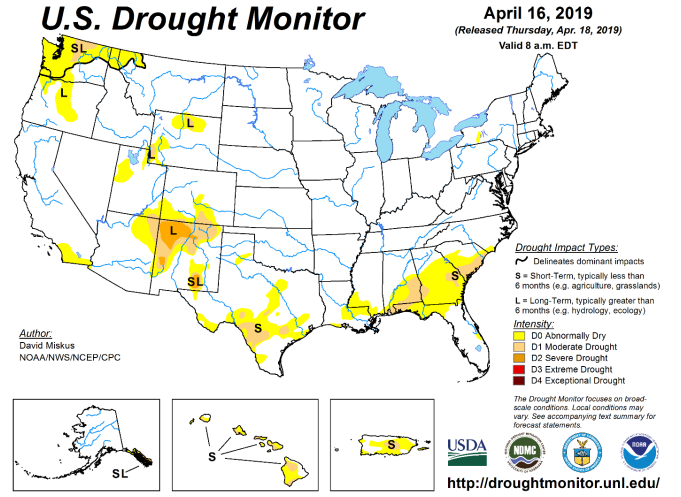 U.S. Drought Monitor
April 16, 2019
(Released Thursday, Apr. 18, 2019)
Valid 8 a.m. EDT
SL
L
L
L
SL
S
S
Drought Impact Types:
Delineates dominant impacts
S = Short-Term, typically less than
6 months (e.g. agriculture, grasslands)
L = Long-Term, typically greater than
6 months (e.g. hydrology, ecology)
Intensity:
D0 Abnormally Dry
D1 Moderate Drought
D2 Severe Drought
D3 Extreme Drought
D4 Exceptional Drought
Author:
David Miskus
NOAA/NWS/NCEP/CPC
The Drought Monitor focuses on broad-
scale conditions. Local conditions may
vary. See accompanying text summary for
forecast statements.
SL
S
S
USDA
NDMC
NOAA
http://droughtmonitor.unl.edu/